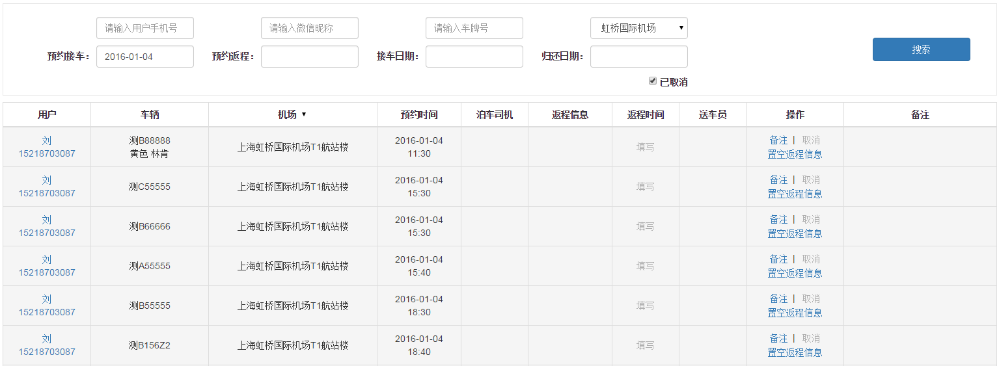 请输入用户手机号 请输入微信昵称 请输入车牌号 虹桥国际机场
预约接车： 2016-01-04 预约返程： 接车日期： 归还日期： 搜索
已取消
用户 车辆 机场 预约时间 泊车司机 返程信息 返程时间 送车员 操作 备注
刘 测B88888 2016-01-04 备注 | 取消
上海虹桥国际机场T1航站楼 填写
15218703087 黄色 林肯 11:30 置空返程信息
刘 2016-01-04 备注 | 取消
测C55555 上海虹桥国际机场T1航站楼 填写
15218703087 15:30 置空返程信息
刘 2016-01-04 备注 | 取消
测B66666 上海虹桥国际机场T1航站楼 填写
15218703087 15:30 置空返程信息
刘 2016-01-04 备注 | 取消
测A55555 上海虹桥国际机场T1航站楼 填写
15218703087 15:40 置空返程信息
刘 2016-01-04 备注 | 取消
测B55555 上海虹桥国际机场T1航站楼 填写
15218703087 18:30 置空返程信息
刘 2016-01-04 备注 | 取消
测B156Z2 上海虹桥国际机场T1航站楼 填写
15218703087 18:40 置空返程信息